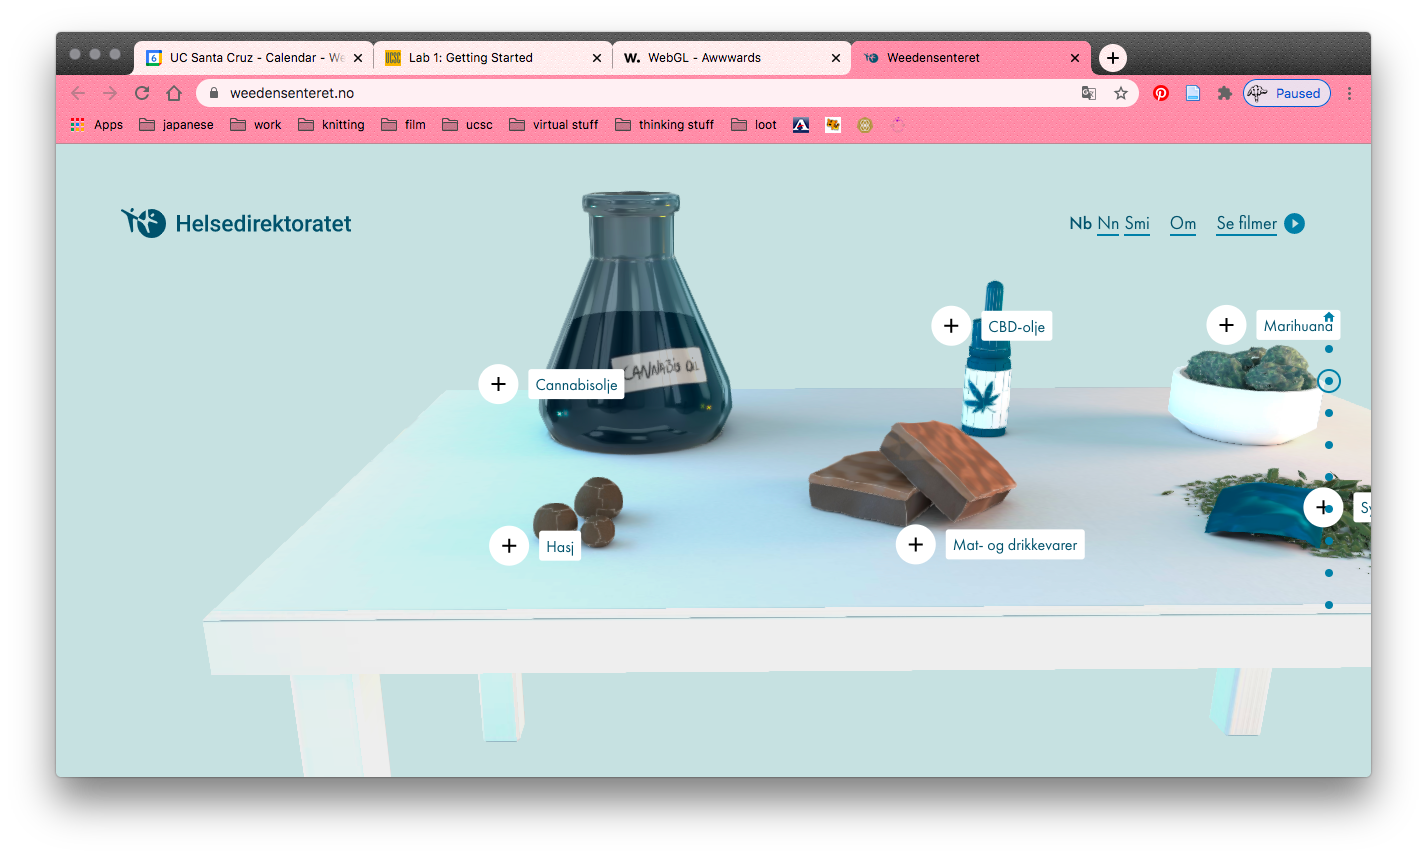 UC Santa Cruz - Calendar - We
Lab 1: Getting Started
WebGL - Awwwards
Weedensenteret
weedensenteret.no
Paused
Apps
japanese
work
knitting
film
ucsc
virtual stuff
thinking stuff
loot
Helsedirektoratet
Nb Nn Smi Om Se filmer
CBD-olje
Marihuana
CANNABIS OIL
Cannabisolje
Sy
Hasj
Mat- og drikkevarer